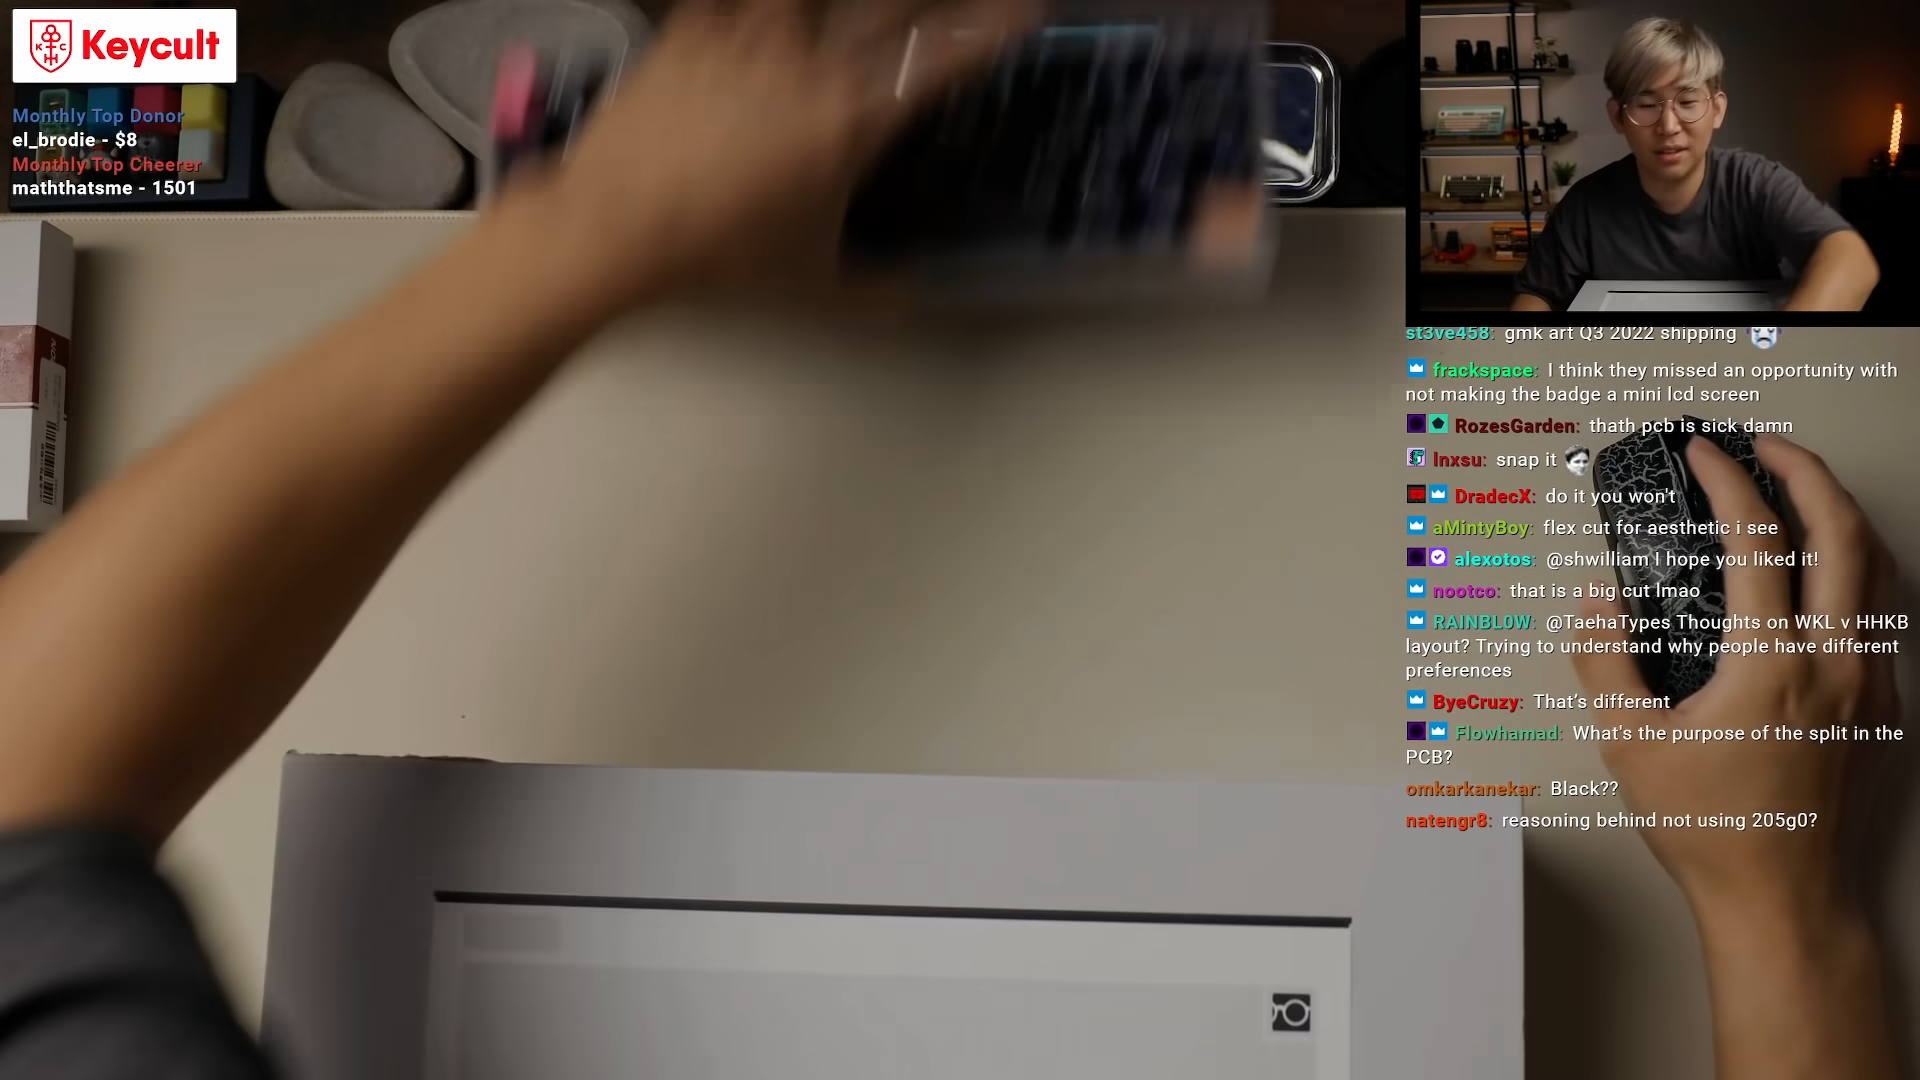 Keycult
KTC
Monthly Top Donor
el_brodie - $8
Monthly Top Cheerer
maththatsme - 1501
st3ve458: gmk art Q3 2022 shipping
frackspace: I think they missed an opportunity with
not making the badge a mini lcd screen
RozesGarden: thath pcb is sick damn
lnxsu: snap it
DradecX: do it you won't
aMintyBoy: flex cut for aesthetic i see
alexotos: @shwilliam I hope you liked it!
nootco: that is a big cut lmao
RAINBL0W: @TaehaTypes Thoughts on WKL v HHKB
layout? Trying to understand why people have different
preferences
ByeCruzy: That's different
Flowhamad: What's the purpose of the split in the
PCB?
omkarkanekar: Black??
natengr8: reasoning behind not using 205g0?